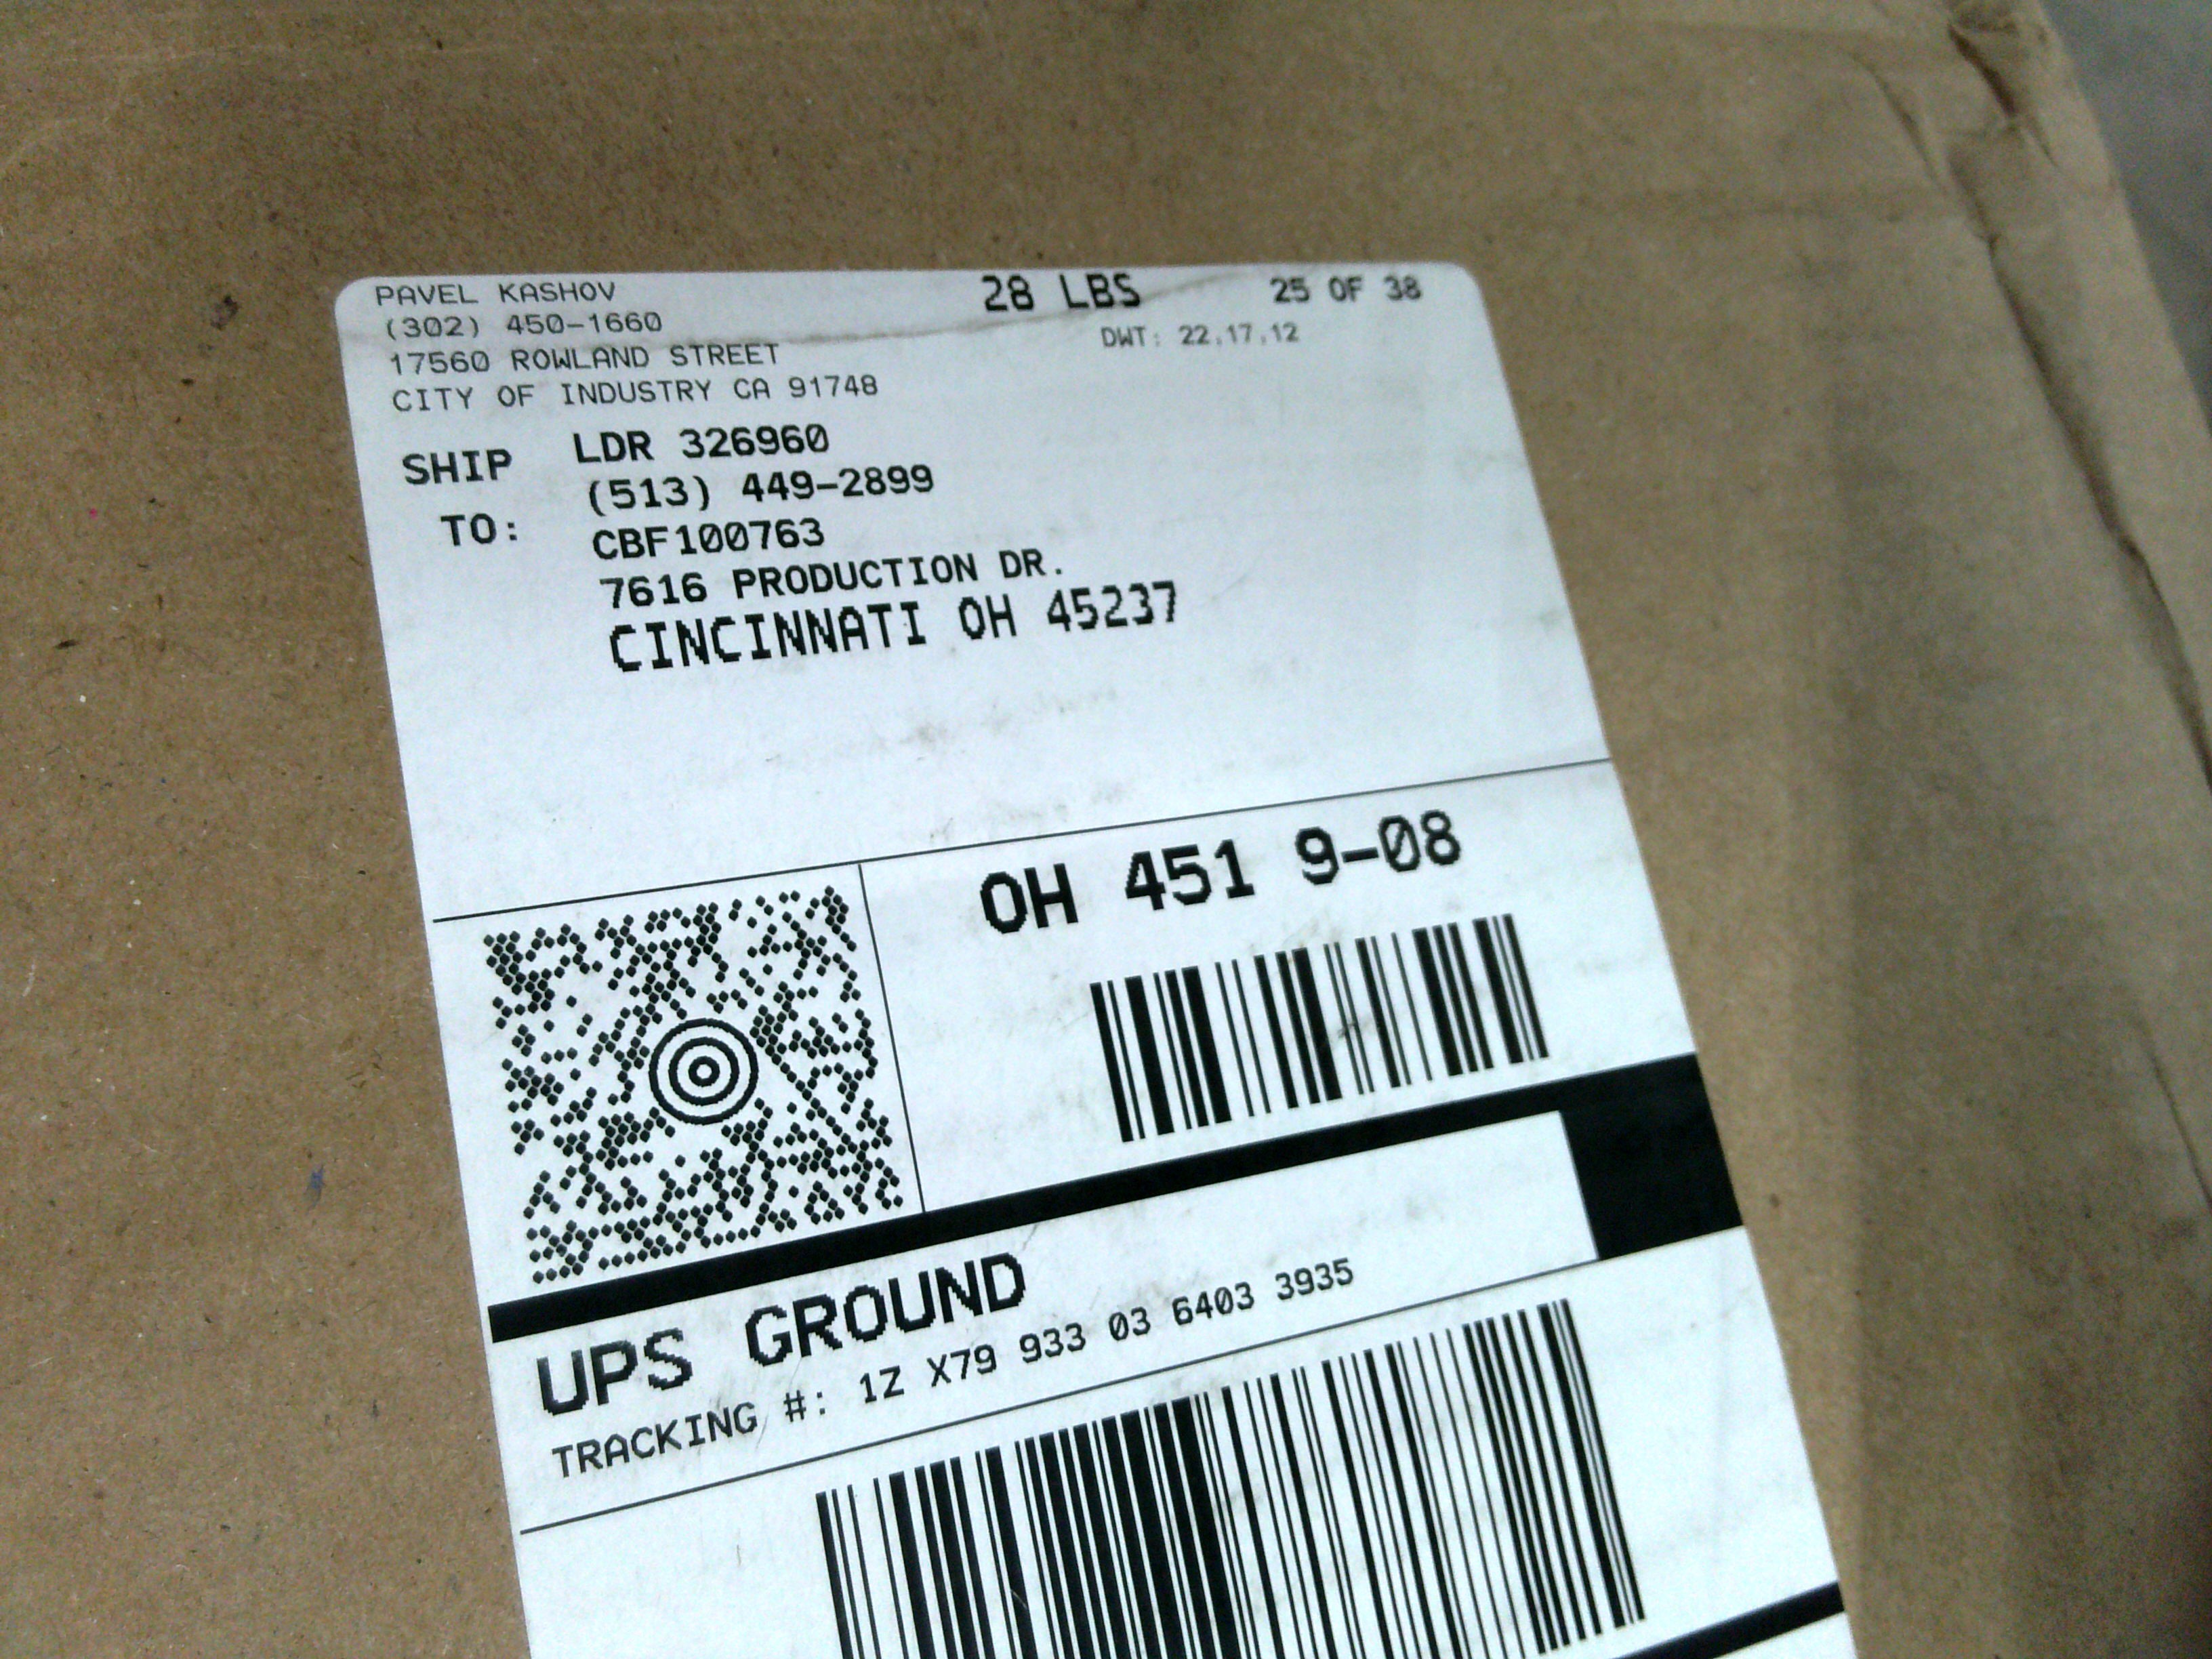 PAVEL KASHOV
(302) 450-1660
17560 ROWLAND STREET
CITY OF INDUSTRY CA 91748
28 LBS
25 OF 38
DWT: 22,17,12
SHIP TO:
LDR 326960
(513) 449-2899
CBF100763
7616 PRODUCTION DR.
CINCINNATI OH 45237
OH 451 9-08
UPS GROUND
TRACKING #: 1Z X79 933 03 6403 3935